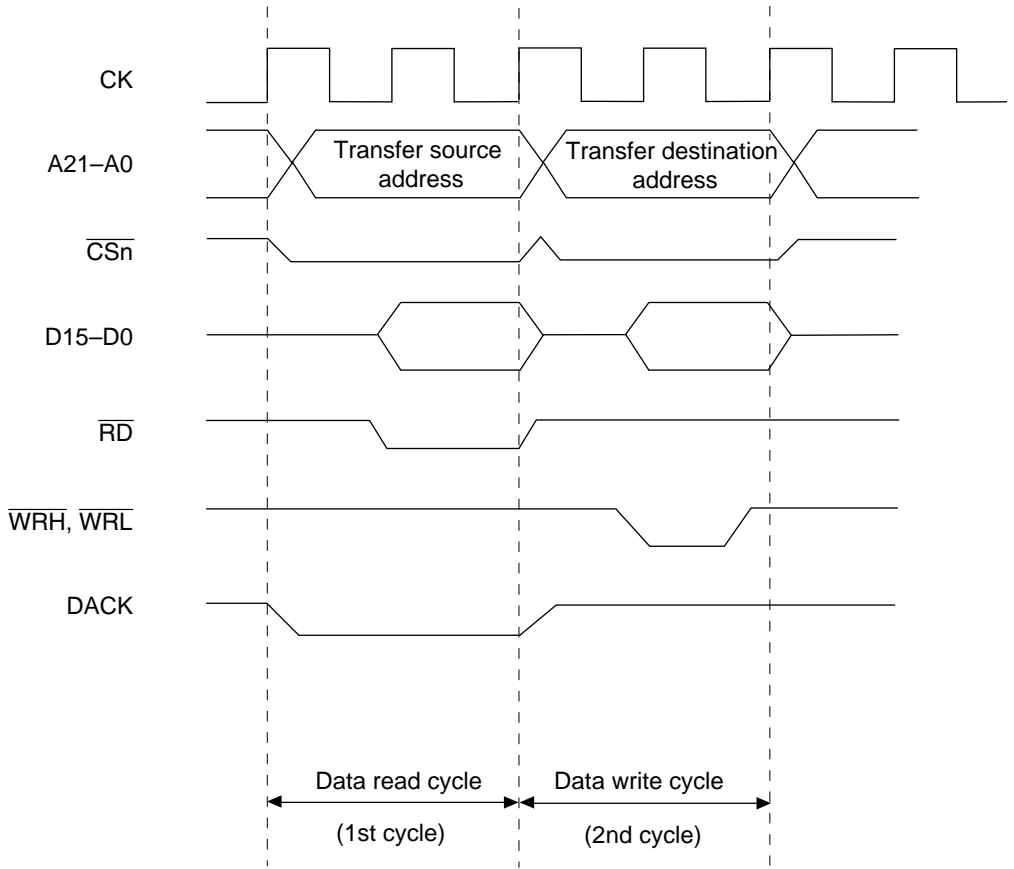 CK
A21–A0
Transfer source
address
Transfer destination
address
CSn
D15–D0
RD
WRH, WRL
DACK
Data read cycle
(1st cycle)
Data write cycle
(2nd cycle)